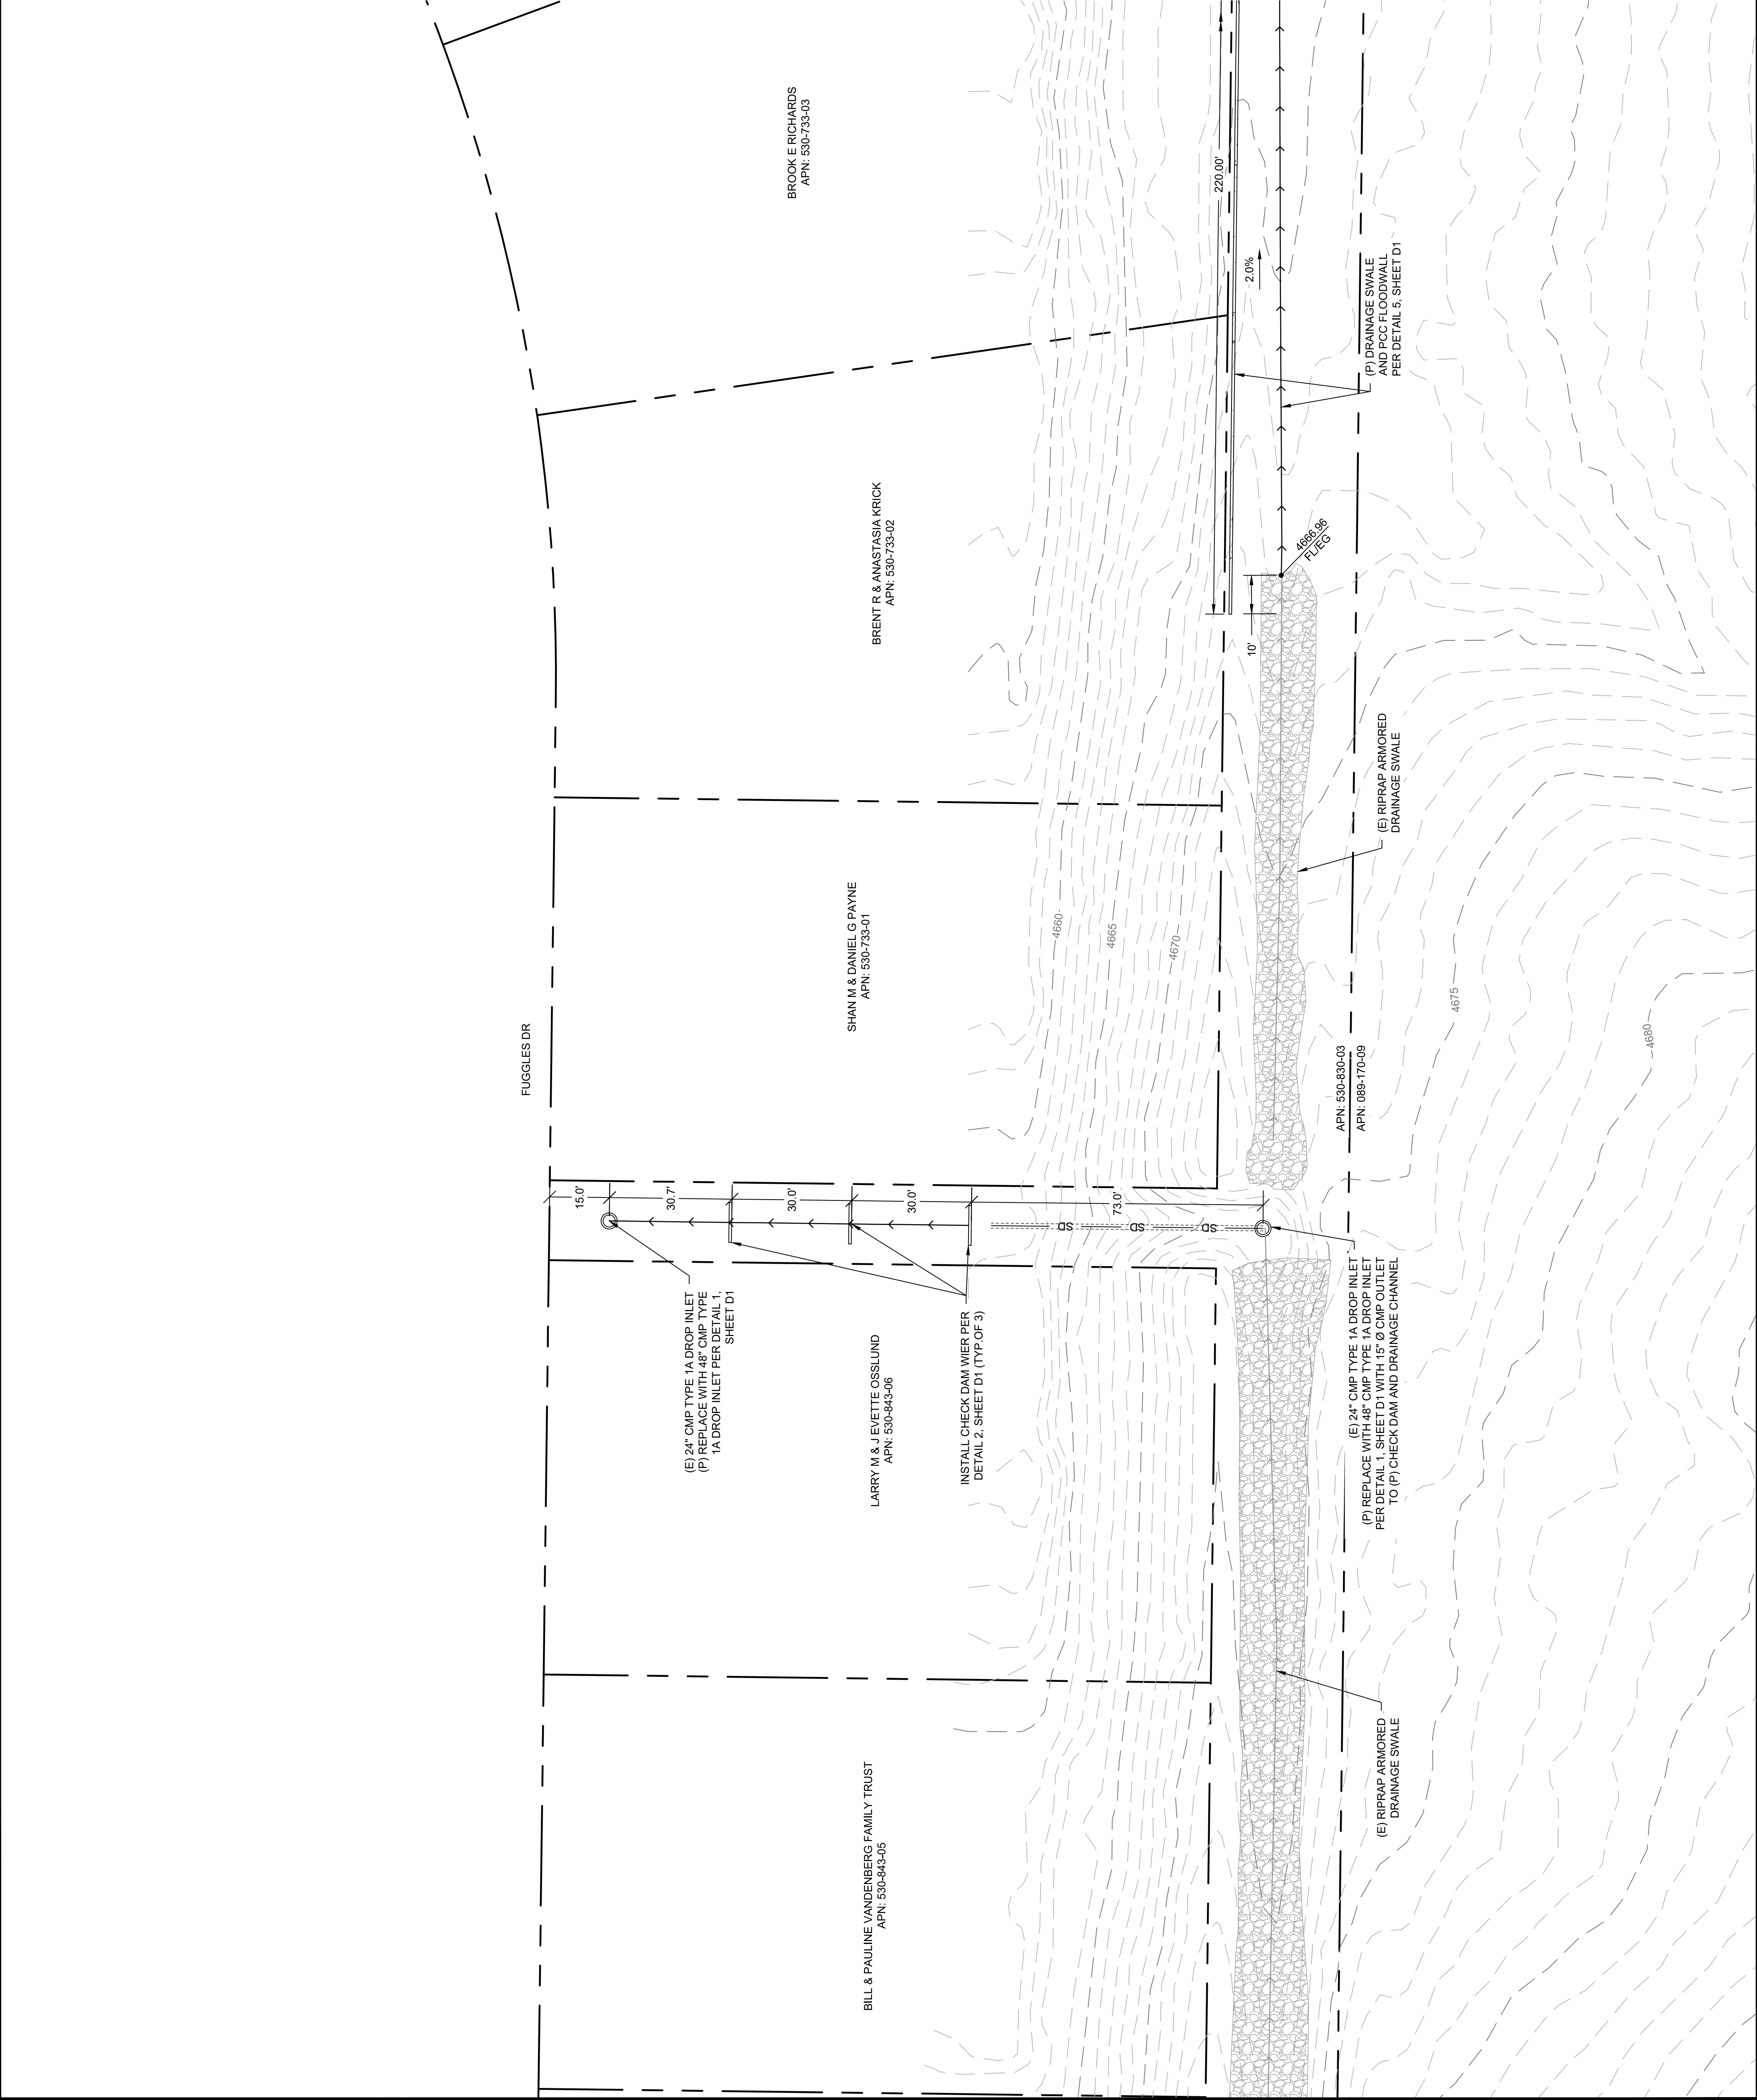 FUGGLES DR
BROOK E RICHARDS
APN: 530-733-03
BRENT R & ANASTASIA KRICK
APN: 530-733-02
SHAN M & DANIEL G PAYNE
APN: 530-733-01
LARRY M & J EVETTE OSSLUND
APN: 530-843-06
BILL & PAULINE VANDENBERG FAMILY TRUST
APN: 530-843-05
(E) 24" CMP TYPE 1A DROP INLET
(P) REPLACE WITH 48" CMP TYPE
1A DROP INLET PER DETAIL 1,
SHEET D1
INSTALL CHECK DAM WIER PER
DETAIL 2, SHEET D1 (TYP.OF 3)
15.0'
30.7'
30.0'
30.0'
73.0'
SD
SD
SD
4660
4665
4670
4675
4680
220.00'
2.0%
10'
4666.96
FL/EG
(P) DRAINAGE SWALE
AND PCC FLOODWALL
PER DETAIL 5, SHEET D1
(E) RIPRAP ARMORED
DRAINAGE SWALE
APN: 530-830-03
APN: 089-170-09
(E) 24" CMP TYPE 1A DROP INLET
(P) REPLACE WITH 48" CMP TYPE 1A DROP INLET
PER DETAIL 1, SHEET D1 WITH 15" Ø CMP OUTLET
TO (P) CHECK DAM AND DRAINAGE CHANNEL
(E) RIPRAP ARMORED
DRAINAGE SWALE